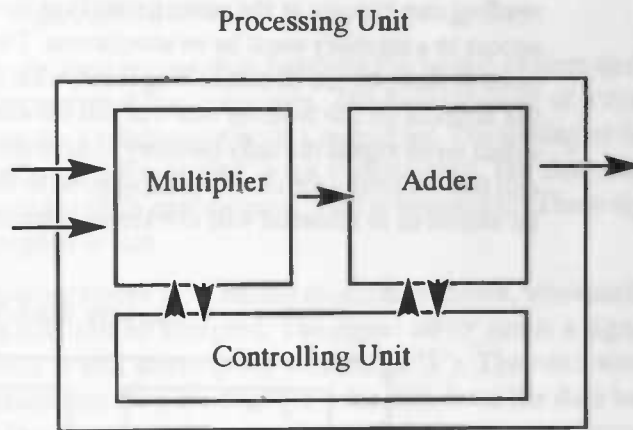 Processing Unit
Multiplier
Adder
Controlling Unit